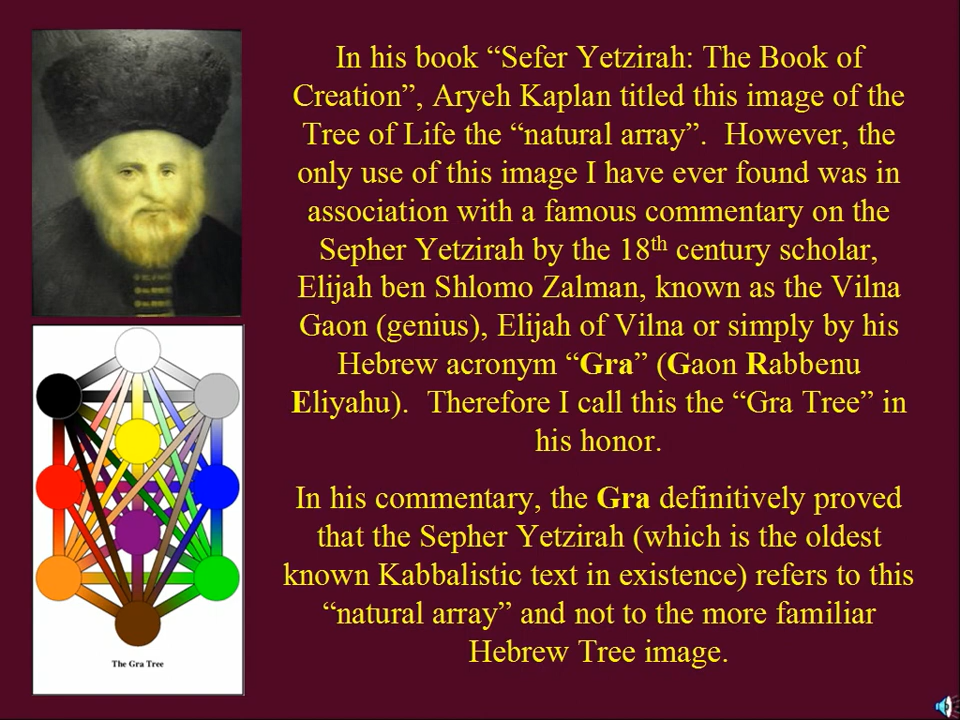 In his book “Sefer Yetzirah: The Book of
Creation”, Aryeh Kaplan titled this image of the
Tree of Life the “natural array”.  However, the
only use of this image I have ever found was in
association with a famous commentary on the
Sepher Yetzirah by the 18th century scholar,
Elijah ben Shlomo Zalman, known as the Vilna
Gaon (genius), Elijah of Vilna or simply by his
Hebrew acronym “Gra” (Gaon Rabbenu
Eliyahu).  Therefore I call this the “Gra Tree” in
his honor.
In his commentary, the Gra definitively proved
that the Sepher Yetzirah (which is the oldest
known Kabbalistic text in existence) refers to this
“natural array” and not to the more familiar
Hebrew Tree image.
The Gra Tree